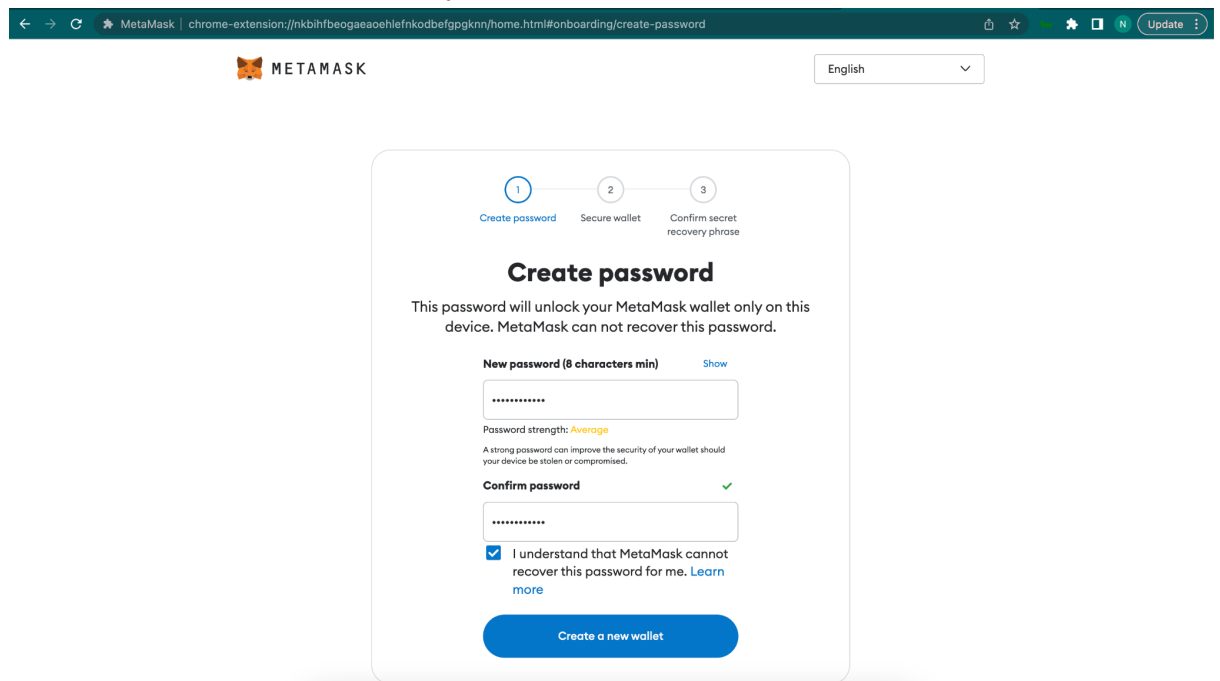 MetaMask | chrome-extension://nkbihfbeogaeaoehlefnkodbefgpgknn/home.html#onboarding/create-password
N
Update
METAMASK
English
1
2
3
Create password
Secure wallet
Confirm secret
recovery phrase
Create password
This password will unlock your MetaMask wallet only on this
device. MetaMask can not recover this password.
New password (8 characters min)
Show
••••••••••••
Password strength: Average
A strong password can improve the security of your wallet should
your device be stolen or compromised.
Confirm password
••••••••••••
I understand that MetaMask cannot
recover this password for me. Learn
more
Create a new wallet